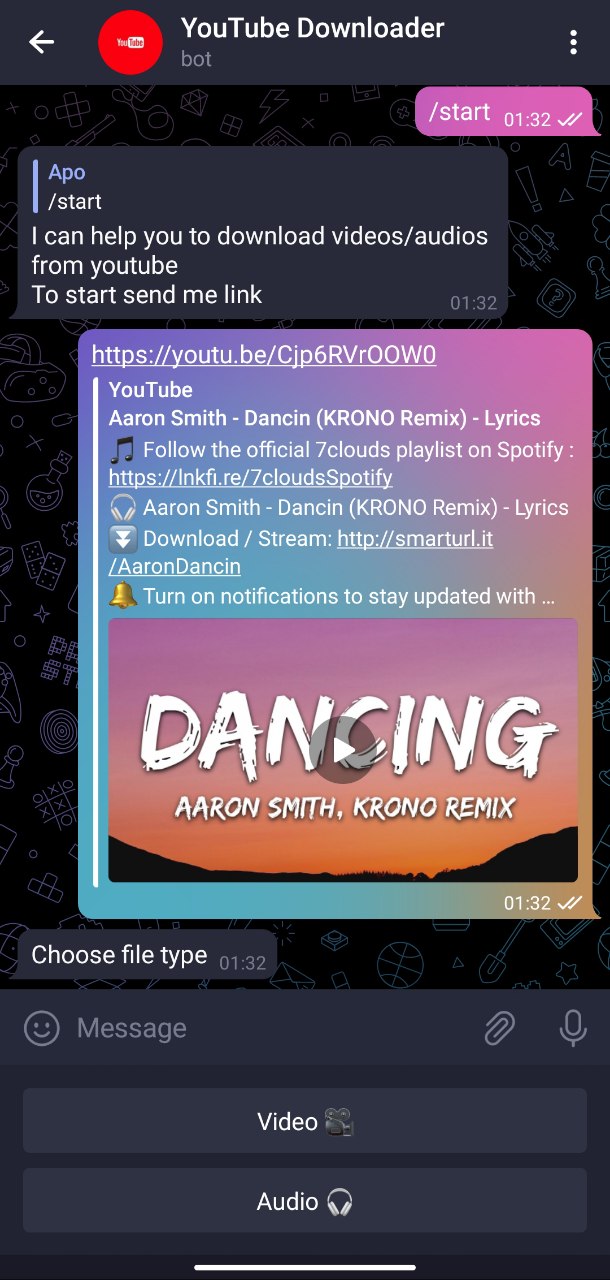 YouTube Downloader
YouTube
bot
/start 01:32
Apo
/start
I can help you to download videos/audios
from youtube
To start send me link
01:32
https://youtu.be/Cjp6RVrOOW0
YouTube
Aaron Smith - Dancin (KRONO Remix) - Lyrics
🎵 Follow the official 7clouds playlist on Spotify :
https://lnkfi.re/7cloudsSpotify
🎧 Aaron Smith - Dancin (KRONO Remix) - Lyrics
⏬ Download / Stream: http://smarturl.it
/AaronDancin
🔔 Turn on notifications to stay updated with ...
DANCING
AARON SMITH, KRONO REMIX
01:32
Choose file type 01:32
Message
Video 🎥
Audio 🎧